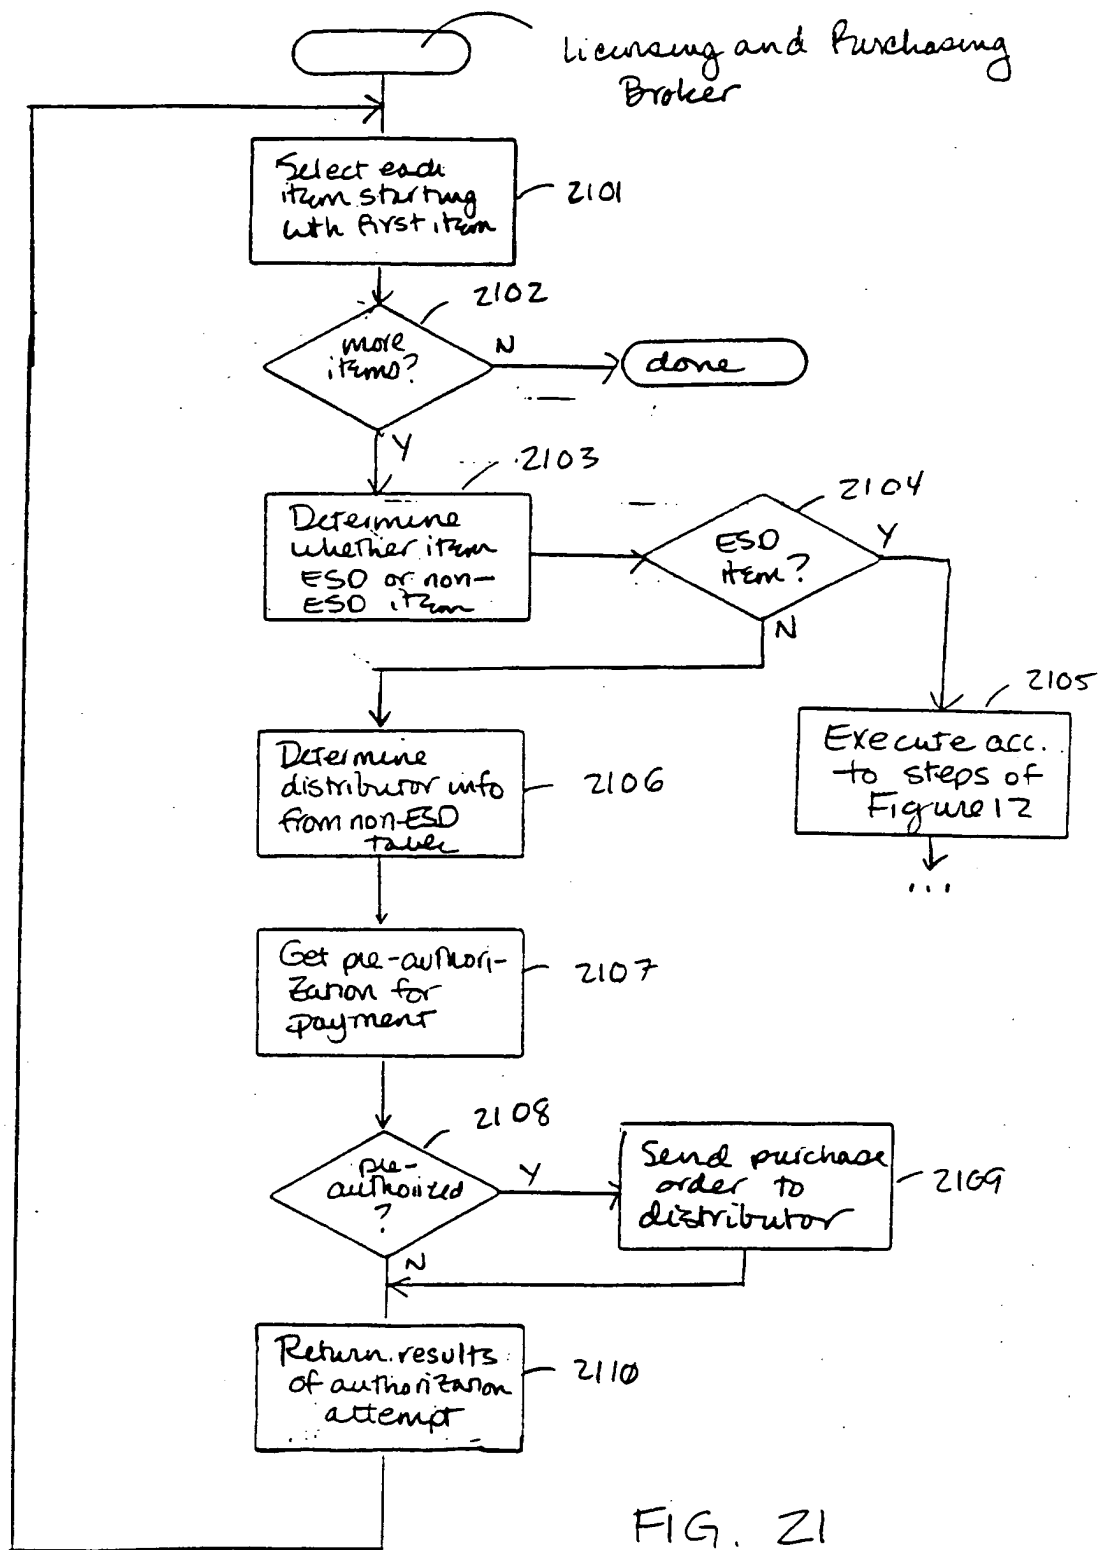 Licensing and Purchasing
Broker
Select each
item starting
with first item
2101
2102
more
items?
N
done
Y
2103
Determine
whether item
ESD or non-
ESD item
2104
ESD
item?
Y
N
2105
Execute acc.
to steps of
Figure 12
...
Determine
distributor info
from non-ESD
table
2106
Get pre-authori-
zation for
payment
2107
2108
pre-
authorized
?
Y
N
Send purchase
order to
distributor
2109
Return results
of authorization
attempt
2110
FIG. 21